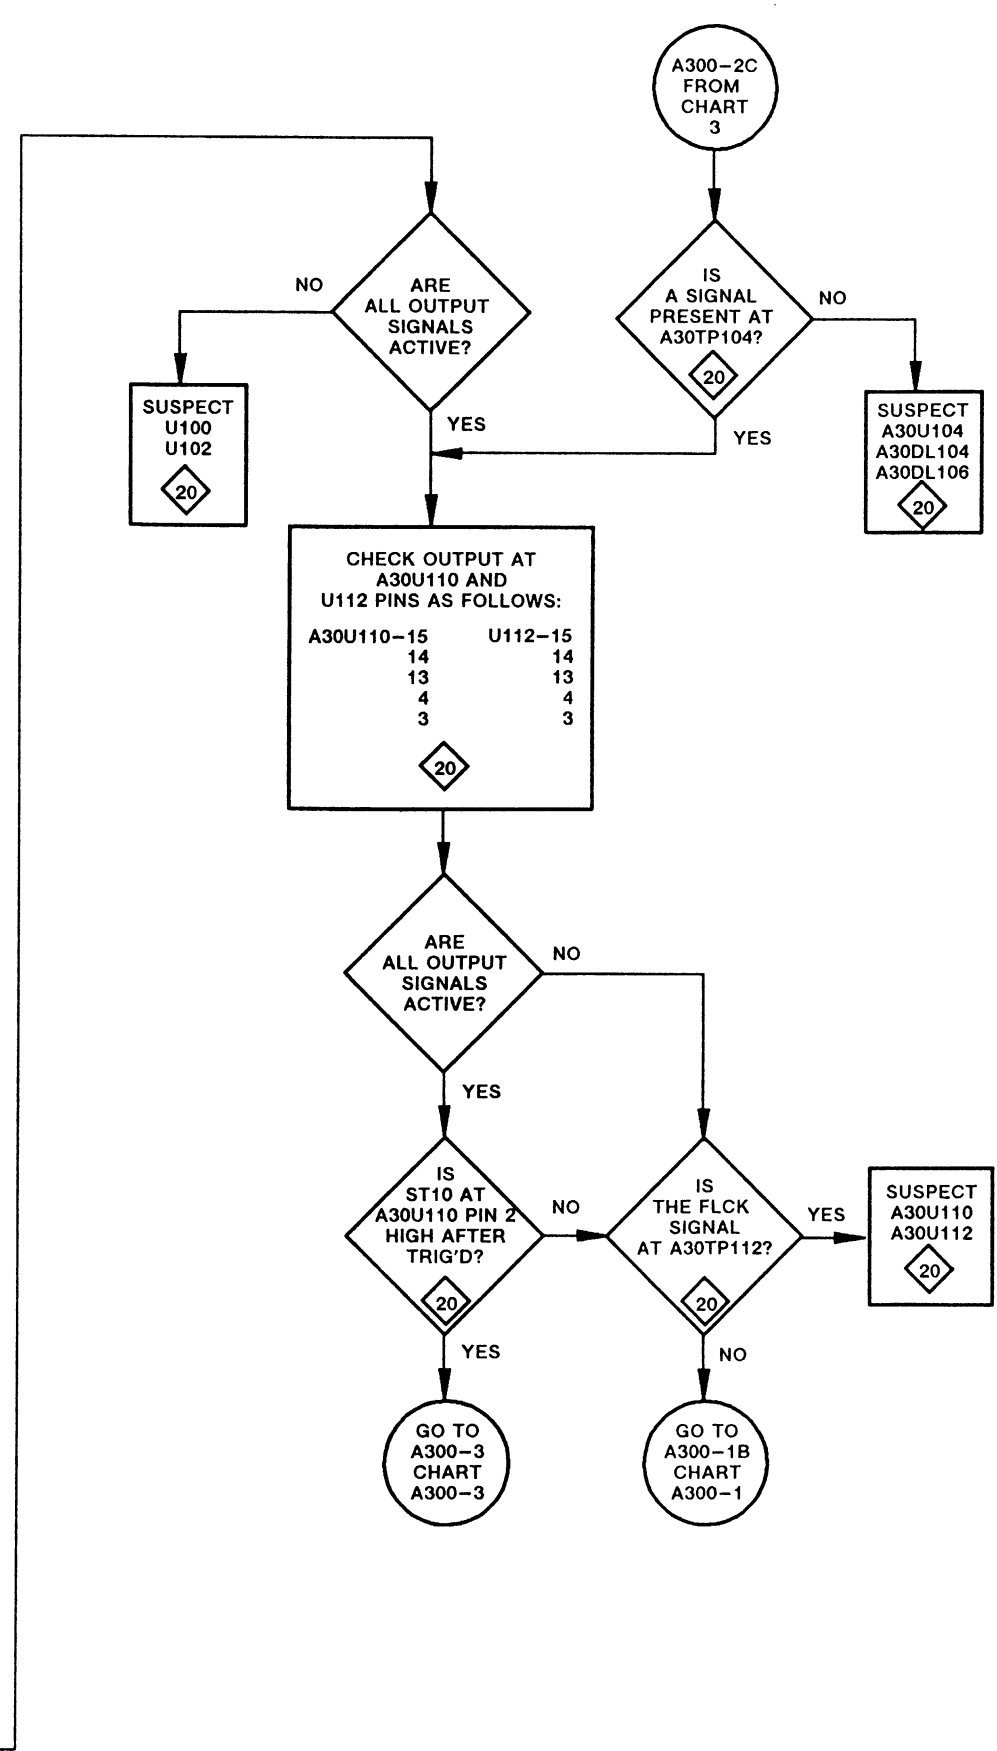 A300-2C
FROM
CHART
3
NO
ARE
ALL OUTPUT
SIGNALS
ACTIVE?
YES
SUSPECT
U100
U102
20
IS
A SIGNAL
PRESENT AT
A30TP104?
20
NO
YES
SUSPECT
A30U104
A30DL104
A30DL106
20
CHECK OUTPUT AT
A30U110 AND
U112 PINS AS FOLLOWS:
A30U110-15 U112-15
14 14
13 13
4 4
3 3
20
ARE
ALL OUTPUT
SIGNALS
ACTIVE?
NO
YES
IS
ST10 AT
A30U110 PIN 2
HIGH AFTER
TRIG'D?
20
NO
YES
IS
THE FLCK
SIGNAL
AT A30TP112?
20
YES
NO
SUSPECT
A30U110
A30U112
20
GO TO
A300-3
CHART
A300-3
GO TO
A300-1B
CHART
A300-1